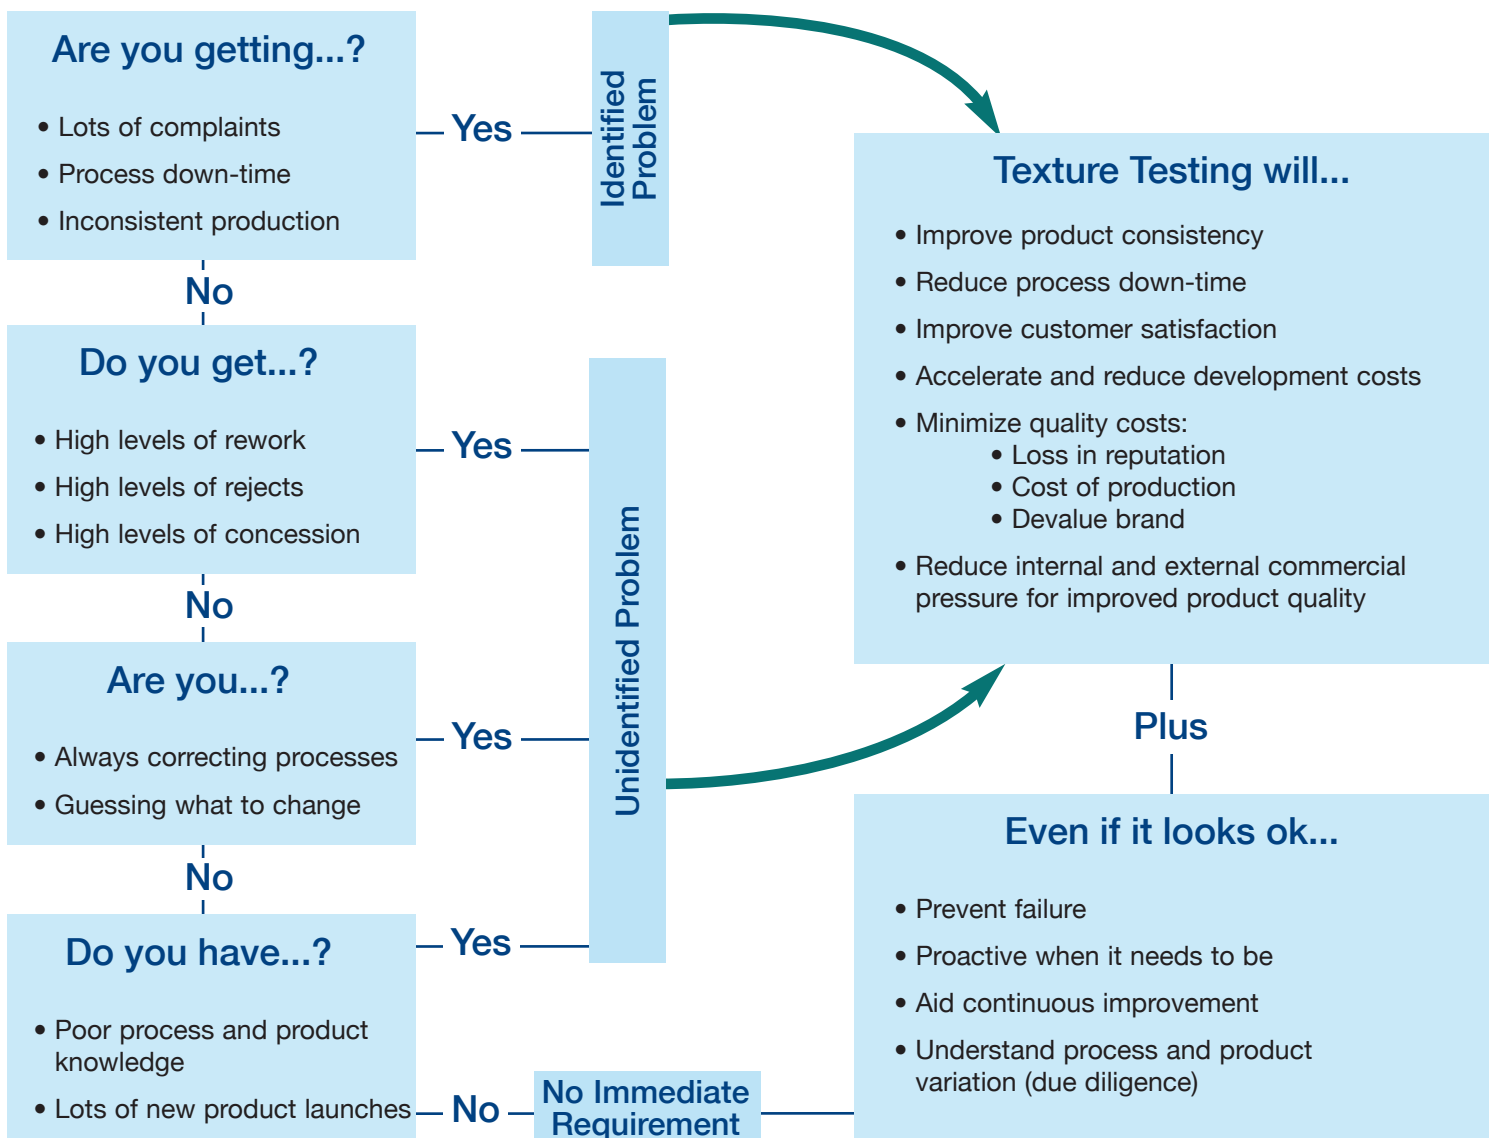 Are you getting...?
• Lots of complaints
• Process down-time
• Inconsistent production
Yes
Identified
Problem
No
Do you get...?
• High levels of rework
• High levels of rejects
• High levels of concession
Yes
No
Are you...?
• Always correcting processes
• Guessing what to change
Yes
No
Do you have...?
• Poor process and product
knowledge
• Lots of new product launches
Yes
Unidentified Problem
No
No Immediate
Requirement
Texture Testing will...
• Improve product consistency
• Reduce process down-time
• Improve customer satisfaction
• Accelerate and reduce development costs
• Minimize quality costs:
• Loss in reputation
• Cost of production
• Devalue brand
• Reduce internal and external commercial
pressure for improved product quality
Plus
Even if it looks ok...
• Prevent failure
• Proactive when it needs to be
• Aid continuous improvement
• Understand process and product
variation (due diligence)